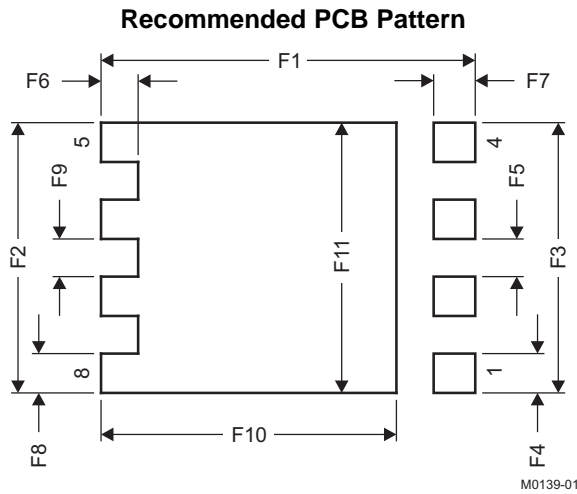 Recommended PCB Pattern
F1
F6
F7
5
4
F9
F5
F2
F11
F3
8
1
F10
F8
F4
M0139-01